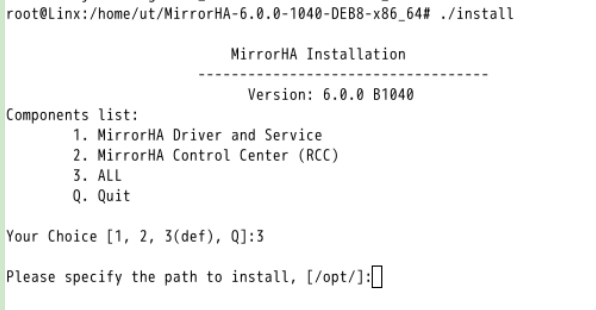 root@Linx:/home/ut/MirrorHA-6.0.0-1040-DEB8-x86_64# ./install
MirrorHA Installation
-----------------------------------
Version: 6.0.0 B1040
Components list:
1. MirrorHA Driver and Service
2. MirrorHA Control Center (RCC)
3. ALL
Q. Quit
Your Choice [1, 2, 3(def), Q]:3
Please specify the path to install, [/opt/]: